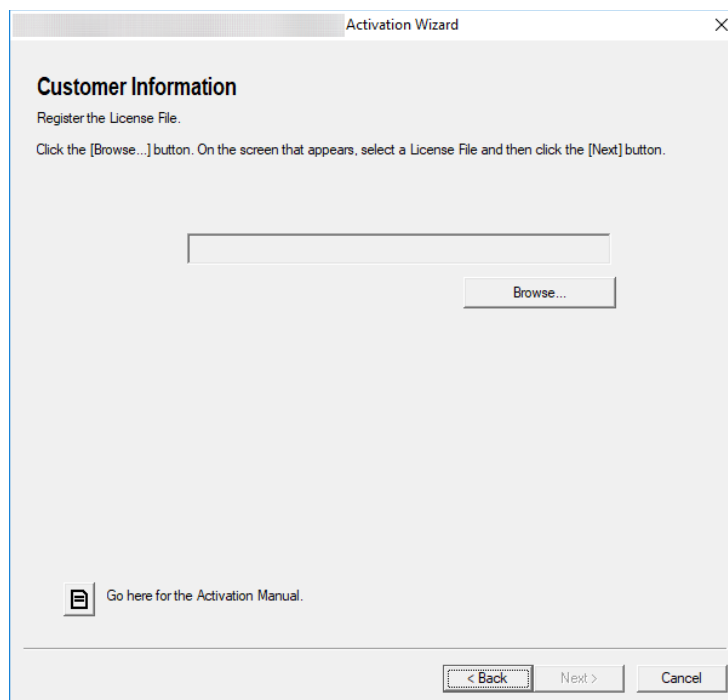 Activation Wizard
Customer Information
Register the License File.
Click the [Browse...] button. On the screen that appears, select a License File and then click the [Next] button.
Browse...
Go here for the Activation Manual.
< Back Next > Cancel